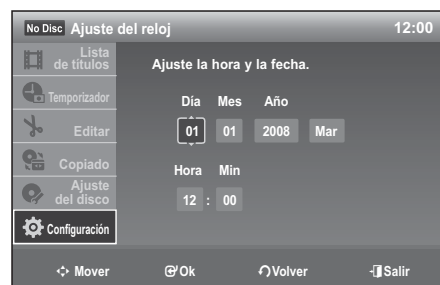 No Disc Ajuste del reloj 12:00
Lista
de títulos
Temporizador
Editar
Copiado
Ajuste
del disco
Configuración
Ajuste la hora y la fecha.
Día Mes Año
01 01 2008 Mar
Hora Min
12 : 00
Mover Ok Volver Salir